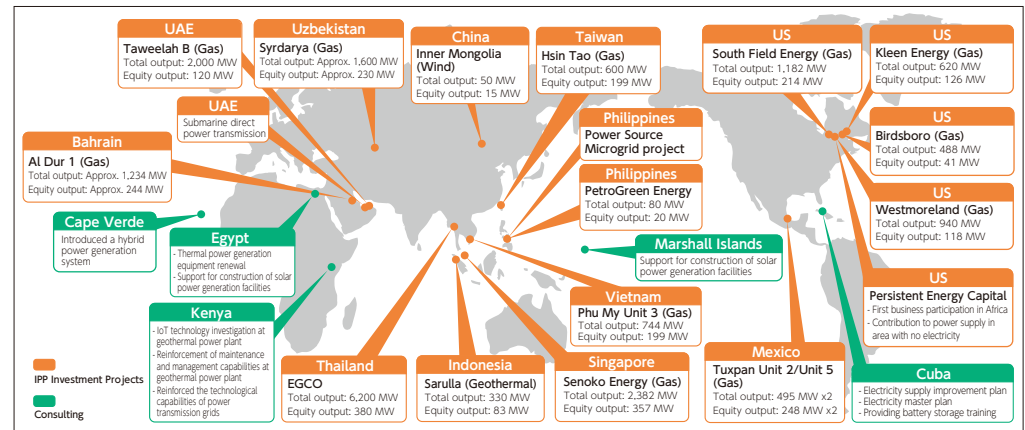 UAE
Taweelah B (Gas)
Total output: 2,000 MW
Equity output: 120 MW
Uzbekistan
Syrdarya (Gas)
Total output: Approx. 1,600 MW
Equity output: Approx. 230 MW
China
Inner Mongolia
(Wind)
Total output: 50 MW
Equity output: 15 MW
Taiwan
Hsin Tao (Gas)
Total output: 600 MW
Equity output: 199 MW
US
South Field Energy (Gas)
Total output: 1,182 MW
Equity output: 214 MW
US
Kleen Energy (Gas)
Total output: 620 MW
Equity output: 126 MW
UAE
Submarine direct
power transmission
Philippines
Power Source
Microgrid project
US
Birdsboro (Gas)
Total output: 488 MW
Equity output: 41 MW
Bahrain
Al Dur 1 (Gas)
Total output: Approx. 1,234 MW
Equity output: Approx. 244 MW
Philippines
PetroGreen Energy
Total output: 80 MW
Equity output: 20 MW
US
Westmoreland (Gas)
Total output: 940 MW
Equity output: 118 MW
Cape Verde
Introduced a hybrid
power generation
system
Egypt
- Thermal power generation
equipment renewal
- Support for construction of solar
power generation facilities
Marshall Islands
Support for construction of solar
power generation facilities
US
Persistent Energy Capital
- First business participation in Africa
- Contribution to power supply in
area with no electricity
Kenya
- IoT technology investigation at
geothermal power plant
- Reinforcement of maintenance
and management capabilities at
geothermal power plant
- Reinforced the technological
capabilities of power
transmission grids
Vietnam
Phu My Unit 3 (Gas)
Total output: 744 MW
Equity output: 199 MW
Thailand
EGCO
Total output: 6,200 MW
Equity output: 380 MW
Indonesia
Sarulla (Geothermal)
Total output: 330 MW
Equity output: 83 MW
Singapore
Senoko Energy (Gas)
Total output: 2,382 MW
Equity output: 357 MW
Mexico
Tuxpan Unit 2/Unit 5
(Gas)
Total output: 495 MW x2
Equity output: 248 MW x2
Cuba
- Electricity supply improvement plan
- Electricity master plan
- Providing battery storage training
IPP Investment Projects
Consulting